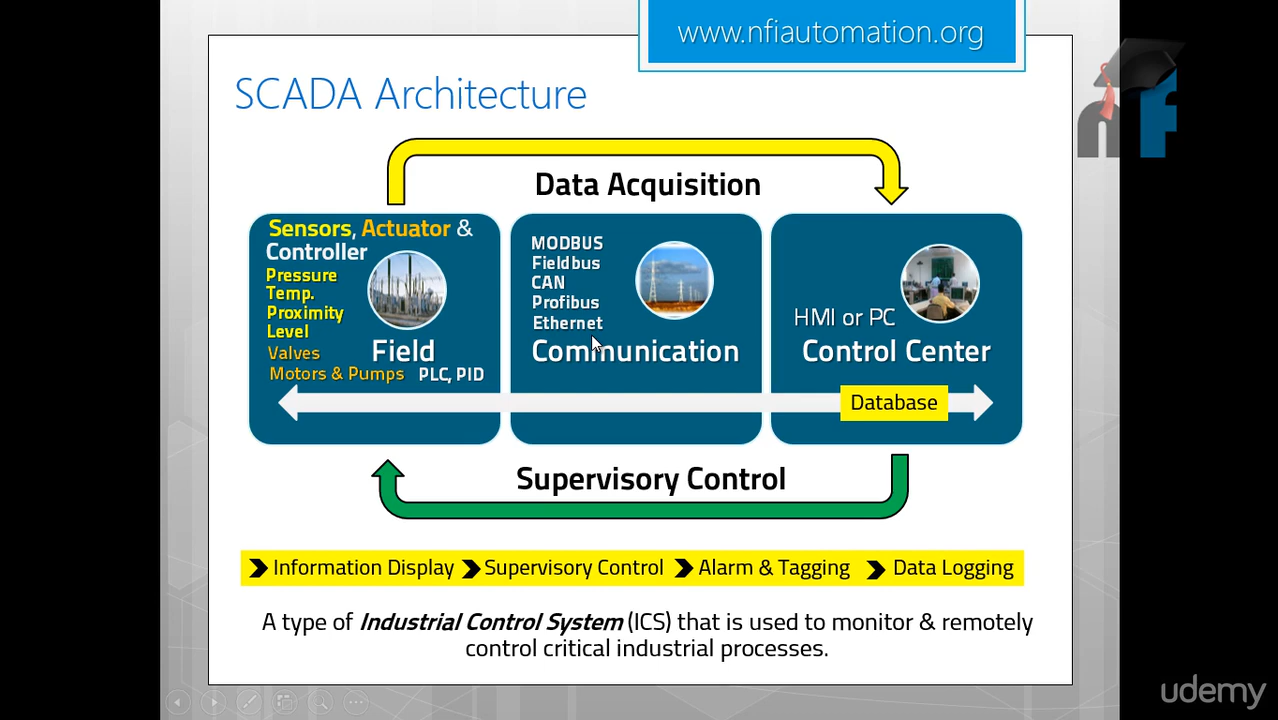 www.nfiautomation.org
nf
SCADA Architecture
Data Acquisition
Sensors, Actuator &
Controller
Pressure
Temp.
Proximity
Level
Valves
Motors & Pumps
PLC, PID
Field
MODBUS
Fieldbus
CAN
Profibus
Ethernet
Communication
HMI or PC
Control Center
Database
Supervisory Control
Information Display Supervisory Control Alarm & Tagging Data Logging
A type of Industrial Control System (ICS) that is used to monitor & remotely
control critical industrial processes.
udemy